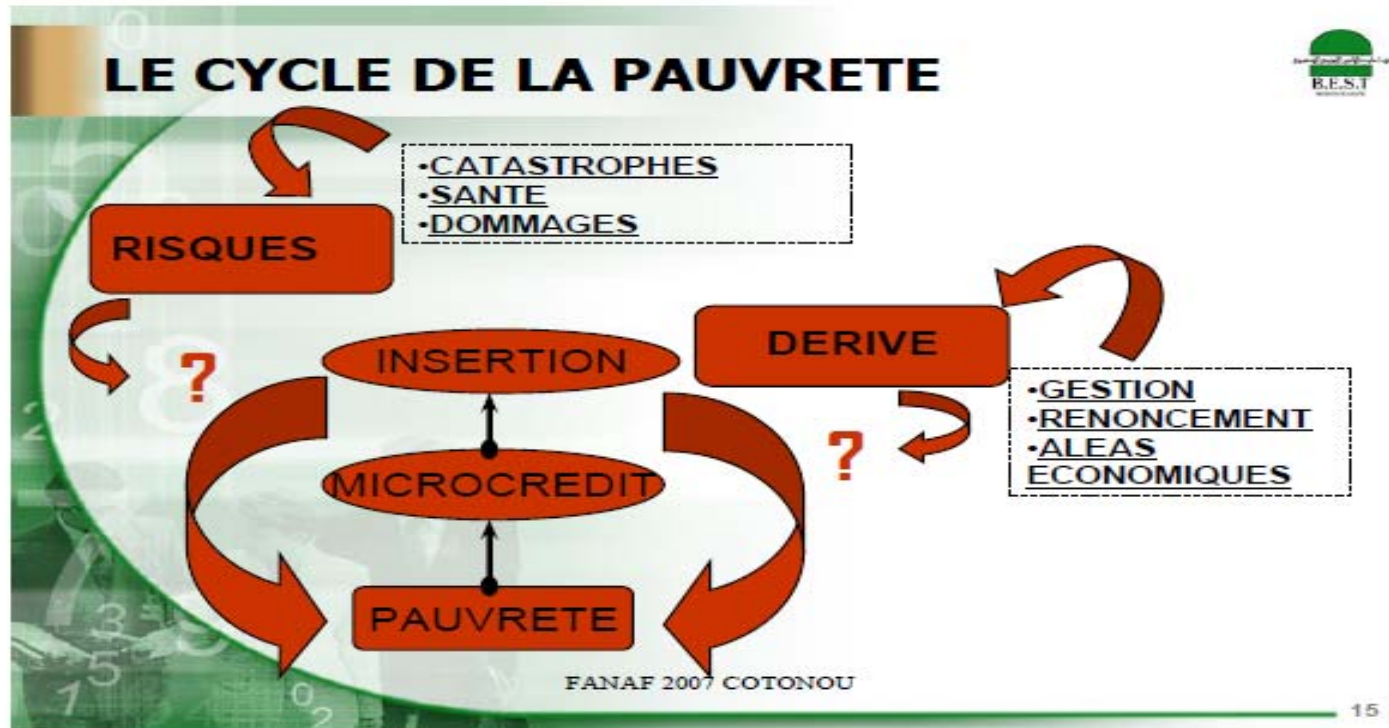 LE CYCLE DE LA PAUVRETE
B.E.S.T
•CATASTROPHES
•SANTE
•DOMMAGES
RISQUES
?
INSERTION
DERIVE
•GESTION
•RENONCEMENT
•ALEAS
ECONOMIQUES
?
MICROCREDIT
PAUVRETE
FANAF 2007 COTONOU
15